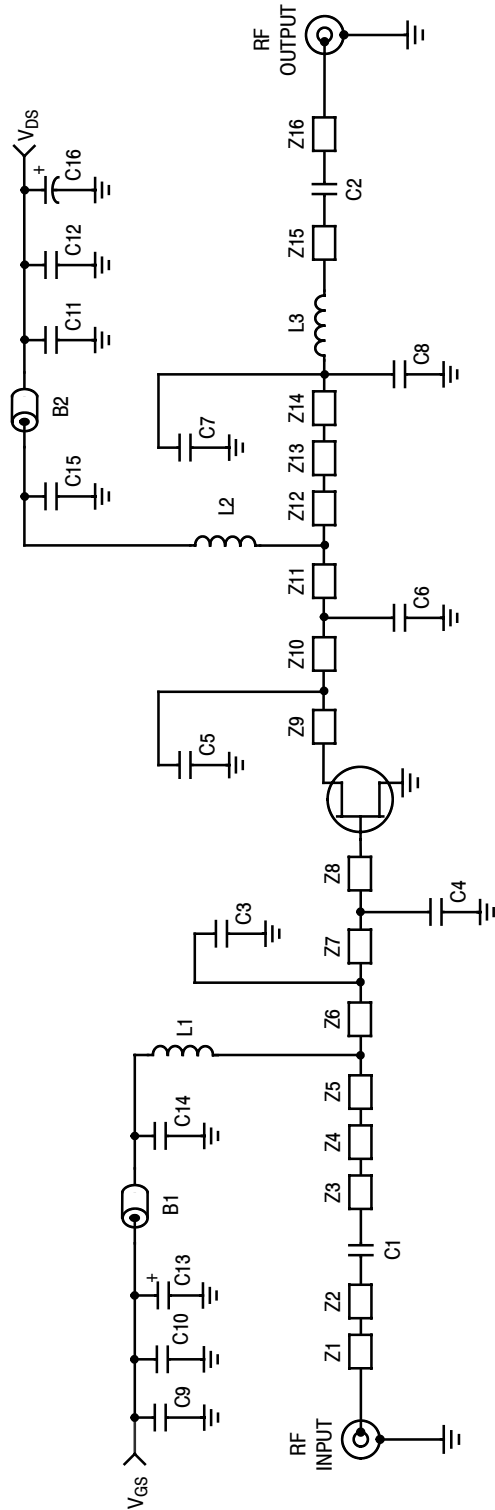 VGS
C9
C10
+
C13
B1
C14
L1
C3
RF
INPUT
Z1
Z2
C1
Z3
Z4
Z5
Z6
Z7
C4
Z8
C5
Z9
Z10
C6
Z11
L2
C15
B2
C11
C12
+
C16
VDS
Z12
Z13
Z14
C7
C8
L3
Z15
C2
Z16
RF
OUTPUT